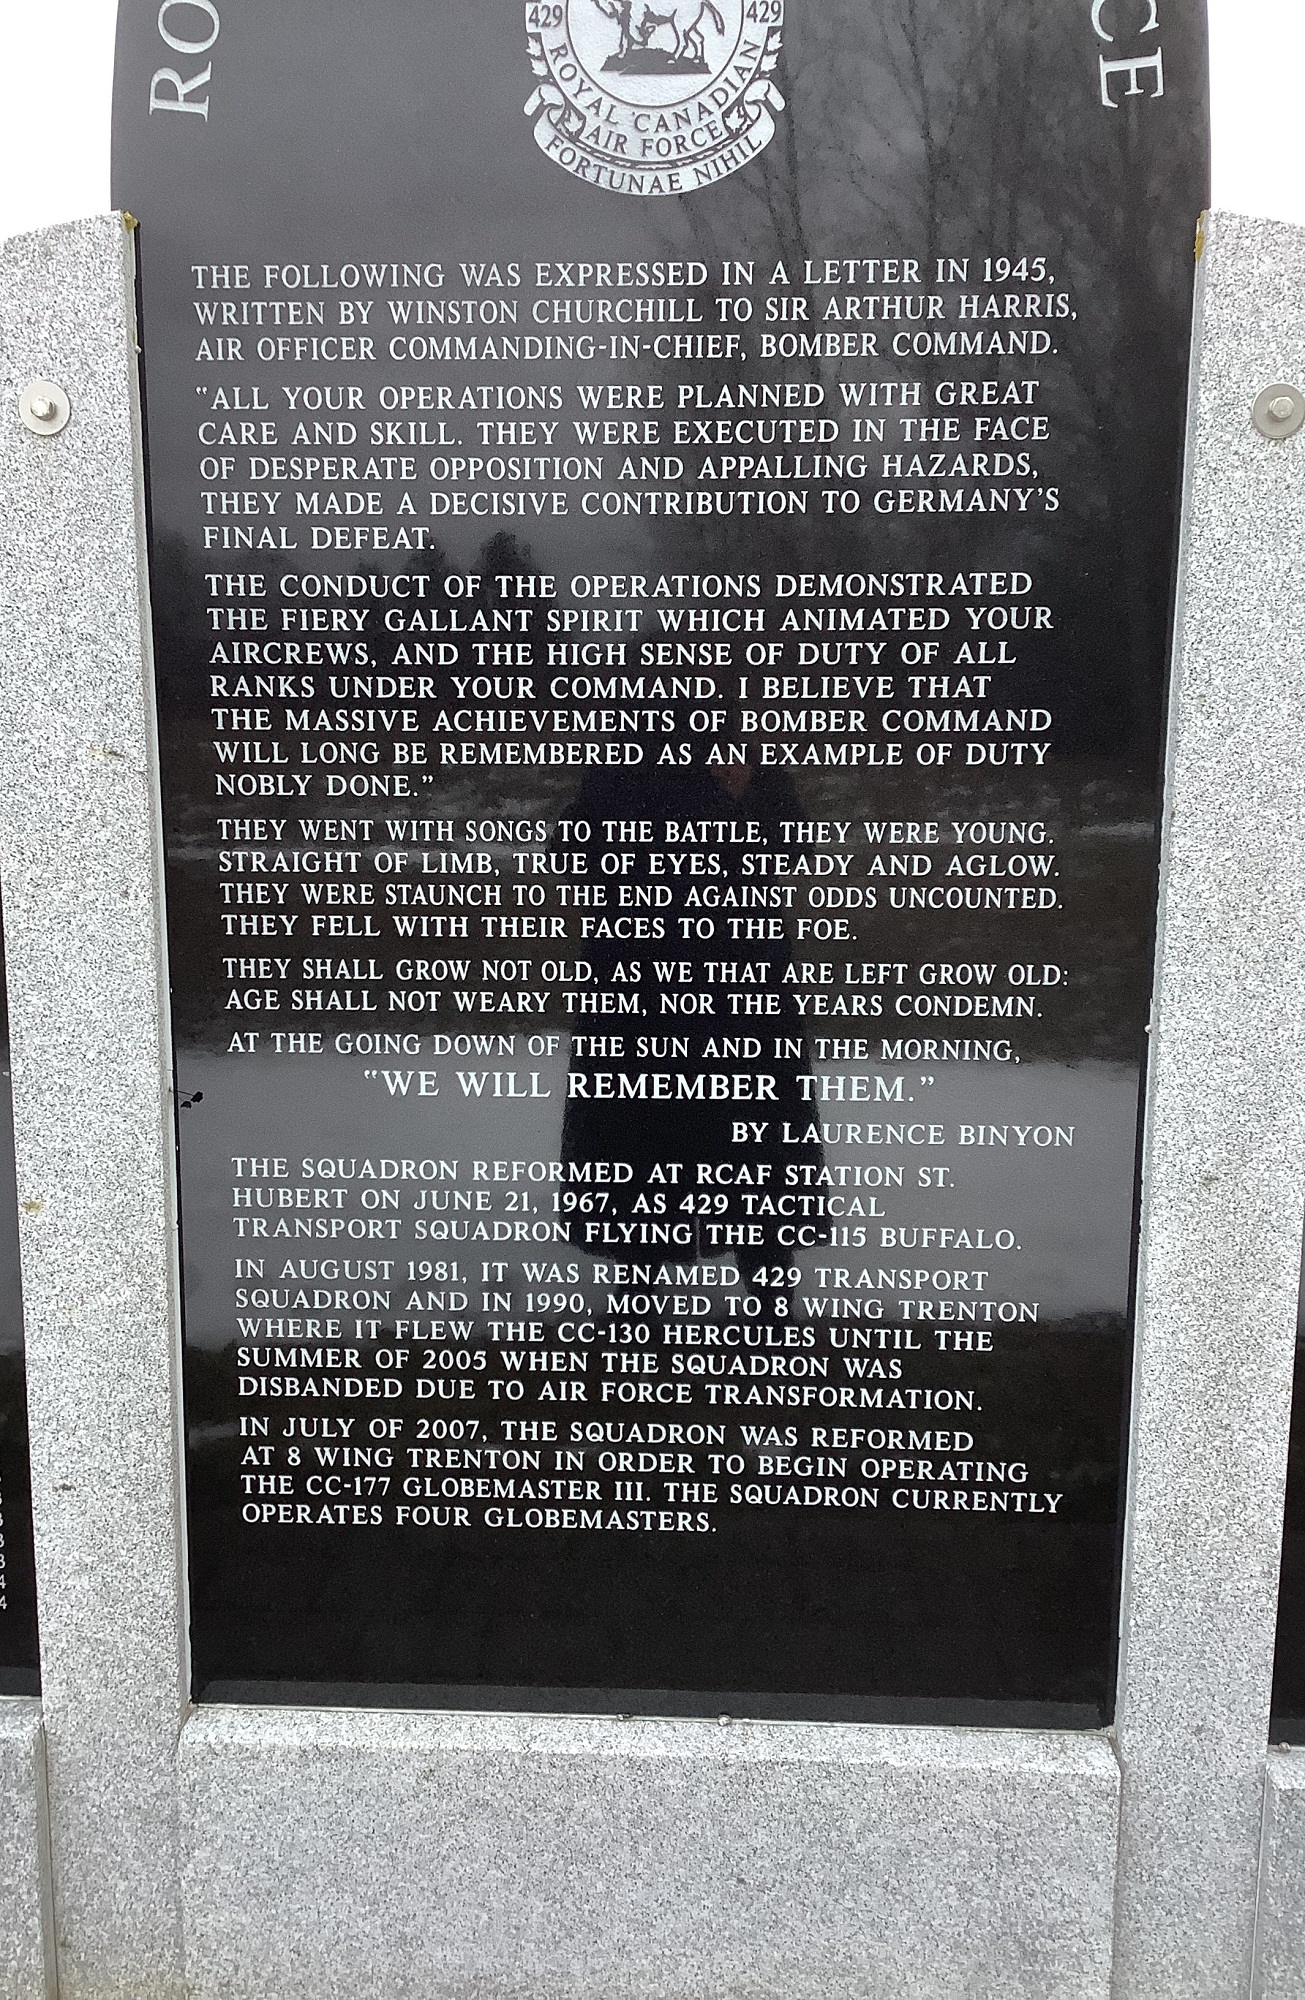 RO
CE
429 429
ROYAL CANADIAN
AIR FORCE
FORTUNAE NIHIL
THE FOLLOWING WAS EXPRESSED IN A LETTER IN 1945,
WRITTEN BY WINSTON CHURCHILL TO SIR ARTHUR HARRIS,
AIR OFFICER COMMANDING-IN-CHIEF, BOMBER COMMAND.
"ALL YOUR OPERATIONS WERE PLANNED WITH GREAT
CARE AND SKILL. THEY WERE EXECUTED IN THE FACE
OF DESPERATE OPPOSITION AND APPALLING HAZARDS,
THEY MADE A DECISIVE CONTRIBUTION TO GERMANY'S
FINAL DEFEAT.
THE CONDUCT OF THE OPERATIONS DEMONSTRATED
THE FIERY GALLANT SPIRIT WHICH ANIMATED YOUR
AIRCREWS, AND THE HIGH SENSE OF DUTY OF ALL
RANKS UNDER YOUR COMMAND. I BELIEVE THAT
THE MASSIVE ACHIEVEMENTS OF BOMBER COMMAND
WILL LONG BE REMEMBERED AS AN EXAMPLE OF DUTY
NOBLY DONE."
THEY WENT WITH SONGS TO THE BATTLE, THEY WERE YOUNG.
STRAIGHT OF LIMB, TRUE OF EYES, STEADY AND AGLOW.
THEY WERE STAUNCH TO THE END AGAINST ODDS UNCOUNTED.
THEY FELL WITH THEIR FACES TO THE FOE.
THEY SHALL GROW NOT OLD, AS WE THAT ARE LEFT GROW OLD:
AGE SHALL NOT WEARY THEM, NOR THE YEARS CONDEMN.
AT THE GOING DOWN OF THE SUN AND IN THE MORNING,
"WE WILL REMEMBER THEM."
BY LAURENCE BINYON
THE SQUADRON REFORMED AT RCAF STATION ST.
HUBERT ON JUNE 21, 1967, AS 429 TACTICAL
TRANSPORT SQUADRON FLYING THE CC-115 BUFFALO.
IN AUGUST 1981, IT WAS RENAMED 429 TRANSPORT
SQUADRON AND IN 1990, MOVED TO 8 WING TRENTON
WHERE IT FLEW THE CC-130 HERCULES UNTIL THE
SUMMER OF 2005 WHEN THE SQUADRON WAS
DISBANDED DUE TO AIR FORCE TRANSFORMATION.
IN JULY OF 2007, THE SQUADRON WAS REFORMED
AT 8 WING TRENTON IN ORDER TO BEGIN OPERATING
THE CC-177 GLOBEMASTER III. THE SQUADRON CURRENTLY
OPERATES FOUR GLOBEMASTERS.